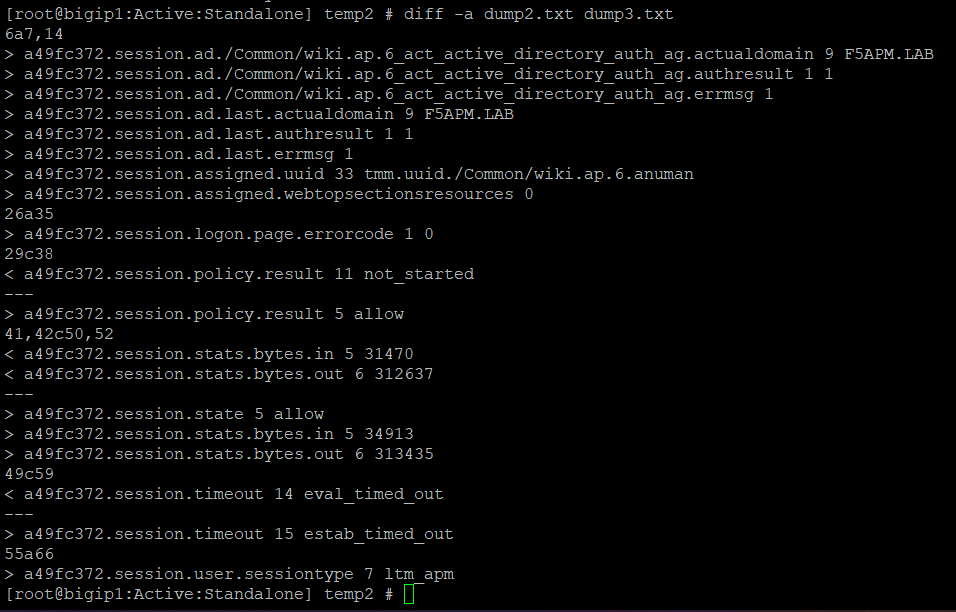 [root@bigip1:Active:Standalone] temp2 # diff -a dump2.txt dump3.txt
6a7,14
> a49fc372.session.ad./Common/wiki.ap.6_act_active_directory_auth_ag.actualdomain 9 F5APM.LAB
> a49fc372.session.ad./Common/wiki.ap.6_act_active_directory_auth_ag.authresult 1 1
> a49fc372.session.ad./Common/wiki.ap.6_act_active_directory_auth_ag.errmsg 1
> a49fc372.session.ad.last.actualdomain 9 F5APM.LAB
> a49fc372.session.ad.last.authresult 1 1
> a49fc372.session.ad.last.errmsg 1
> a49fc372.session.assigned.uuid 33 tmm.uuid./Common/wiki.ap.6.anuman
> a49fc372.session.assigned.webtopsectionsresources 0
26a35
> a49fc372.session.logon.page.errorcode 1 0
29c38
< a49fc372.session.policy.result 11 not_started
---
> a49fc372.session.policy.result 5 allow
41,42c50,52
< a49fc372.session.stats.bytes.in 5 31470
< a49fc372.session.stats.bytes.out 6 312637
---
> a49fc372.session.state 5 allow
> a49fc372.session.stats.bytes.in 5 34913
> a49fc372.session.stats.bytes.out 6 313435
49c59
< a49fc372.session.timeout 14 eval_timed_out
---
> a49fc372.session.timeout 15 estab_timed_out
55a66
> a49fc372.session.user.sessiontype 7 ltm_apm
[root@bigip1:Active:Standalone] temp2 #